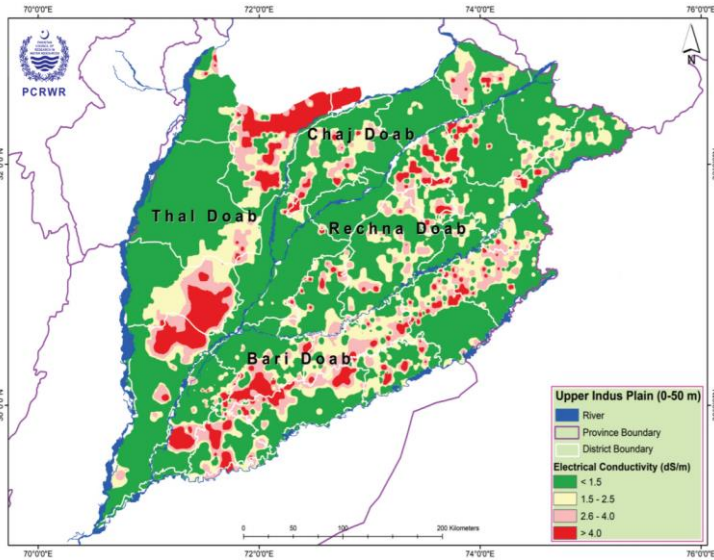 70°0'0"E
72°0'0"E
74°0'0"E
76°0'0"E
PCRWR
N
Chaj Doab
Thal Doab
Rechna Doab
Bari Doab
Upper Indus Plain (0-50 m)
River
Province Boundary
District Boundary
Electrical Conductivity (dS/m)
< 1.5
1.5 - 2.5
2.6 - 4.0
> 4.0
0 50 100 200 Kilometers
70°0'0"E
72°0'0"E
74°0'0"E
76°0'0"E